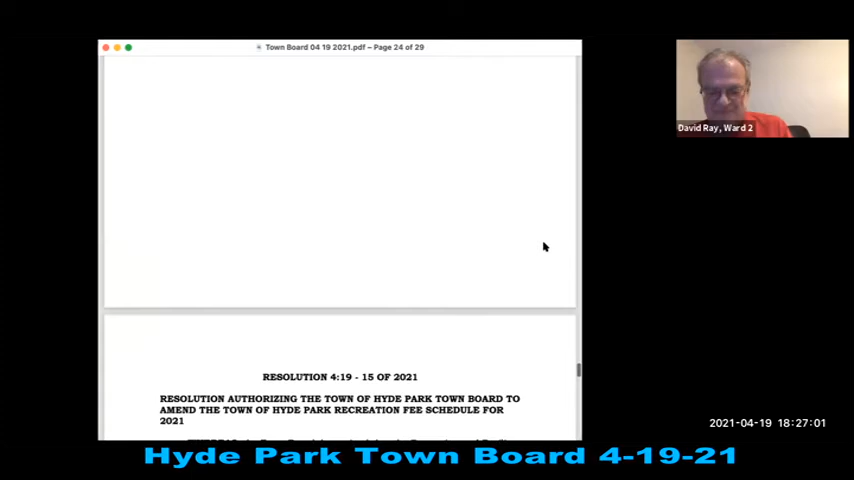 Town Board 04 19 2021.pdf – Page 24 of 29
David Ray, Ward 2
RESOLUTION 4:19 - 15 OF 2021
RESOLUTION AUTHORIZING THE TOWN OF HYDE PARK TOWN BOARD TO
AMEND THE TOWN OF HYDE PARK RECREATION FEE SCHEDULE FOR
2021
2021-04-19 18:27:01
Hyde Park Town Board 4-19-21